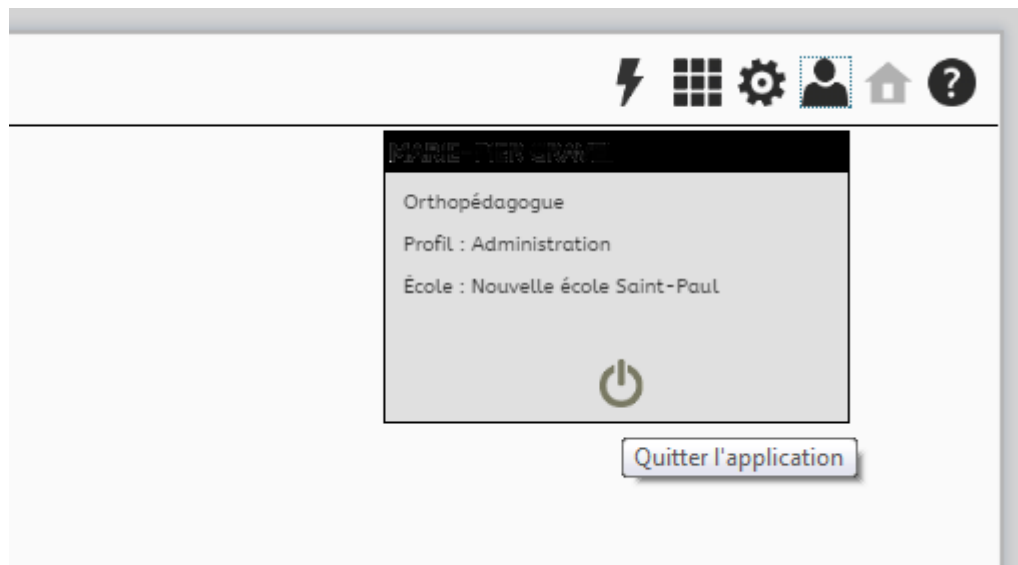 Orthopédagogue
Profil : Administration
École : Nouvelle école Saint-Paul
Quitter l'application